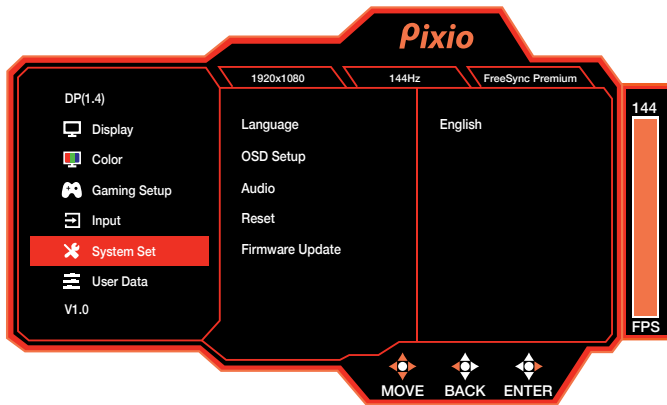 Pixio
1920x1080
144Hz
FreeSync Premium
DP(1.4)
Display
Color
Gaming Setup
Input
System Set
User Data
V1.0
Language
OSD Setup
Audio
Reset
Firmware Update
English
144
FPS
MOVE
BACK
ENTER